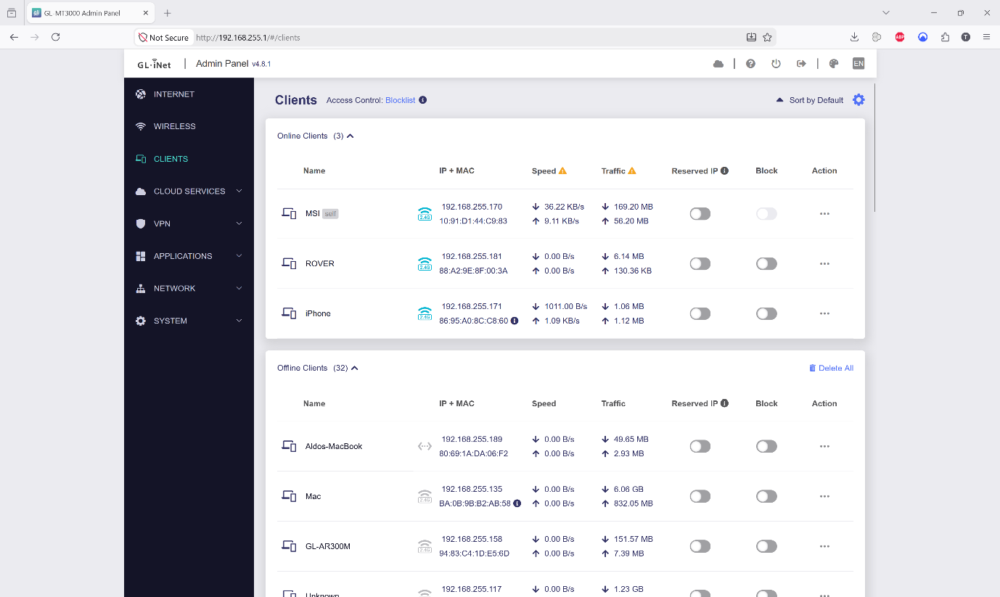 GL-MT3000 Admin Panel
Not Secure http://192.168.255.1/#/clients
ABP
T
GL·iNet | Admin Panel v4.8.1
EN
INTERNET
WIRELESS
CLIENTS
CLOUD SERVICES
VPN
APPLICATIONS
NETWORK
SYSTEM
Clients Access Control: Blocklist
Sort by Default
Online Clients (3)
Name IP + MAC Speed Traffic Reserved IP Block Action
MSI self 2.4G 192.168.255.170 36.22 KB/s 169.20 MB
10:91:D1:44:C9:83 9.11 KB/s 56.20 MB
ROVER 2.4G 192.168.255.181 0.00 B/s 6.14 MB
88:A2:9E:8F:00:3A 0.00 B/s 130.36 KB
iPhone 2.4G 192.168.255.171 1011.00 B/s 1.06 MB
86:95:A0:8C:C8:60 1.09 KB/s 1.12 MB
Offline Clients (32)
Delete All
Name IP + MAC Speed Traffic Reserved IP Block Action
Aldos-MacBook 192.168.255.189 0.00 B/s 49.65 MB
80:69:1A:DA:06:F2 0.00 B/s 2.93 MB
Mac 2.4G 192.168.255.135 0.00 B/s 6.06 GB
BA:0B:9B:B2:AB:58 0.00 B/s 832.05 MB
GL-AR300M 2.4G 192.168.255.158 0.00 B/s 151.57 MB
94:83:C4:1D:E5:6D 0.00 B/s 7.39 MB
Unknown 192.168.255.117 0.00 B/s 1.23 GB